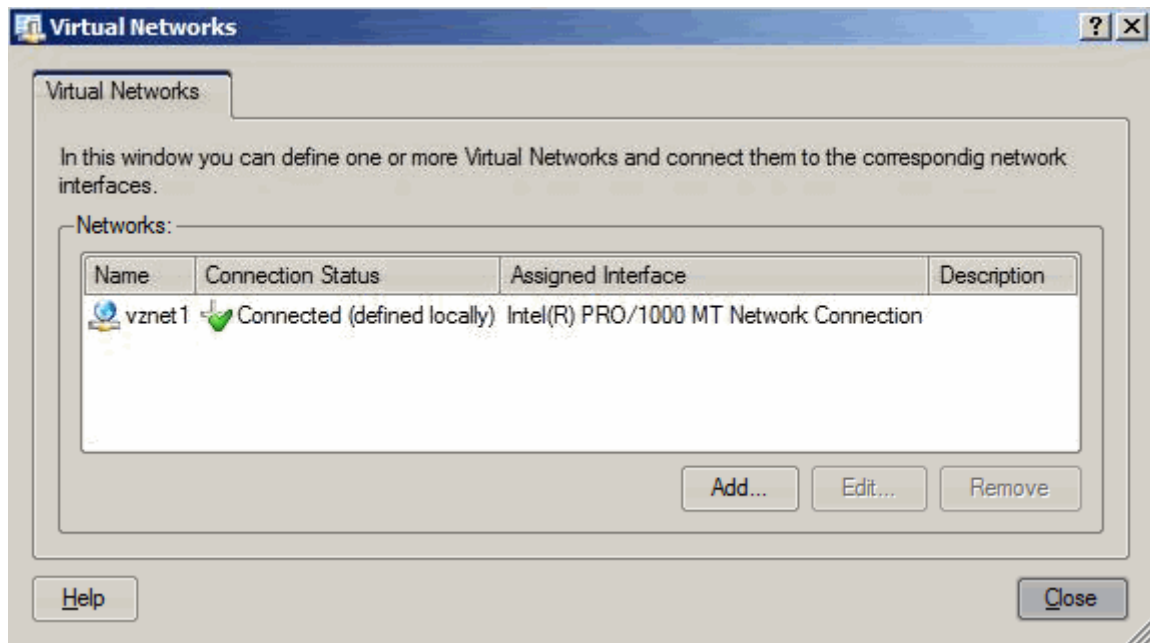 Virtual Networks
Virtual Networks
In this window you can define one or more Virtual Networks and connect them to the correspondig network
interfaces.
Networks:
Name Connection Status Assigned Interface Description
vznet1 Connected (defined locally) Intel(R) PRO/1000 MT Network Connection
Add... Edit... Remove
Help Close